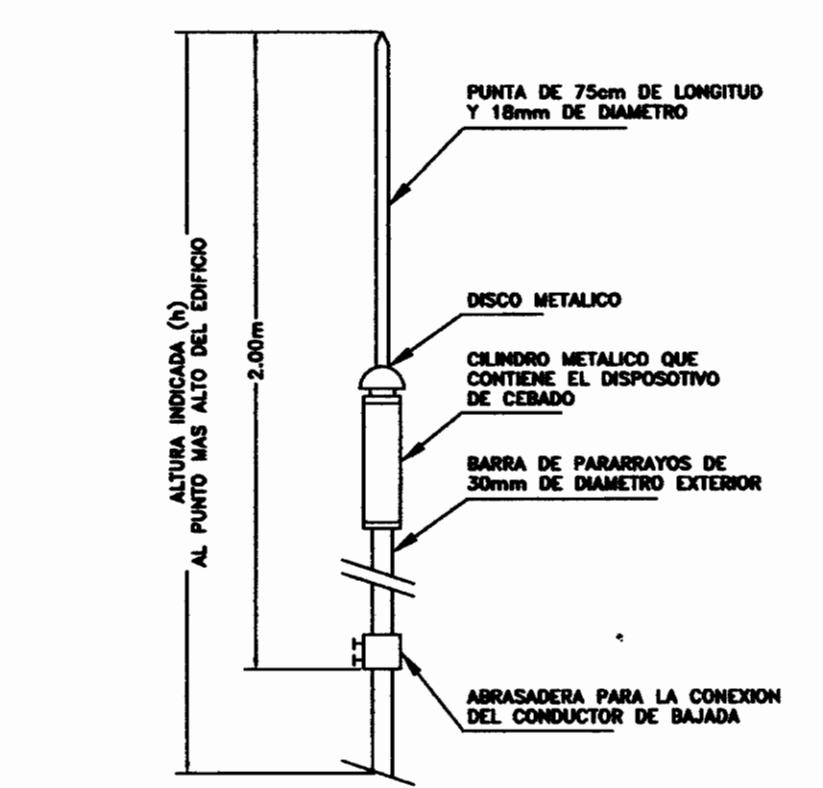 PUNTA DE 75cm DE LONGITUD
Y 18mm DE DIAMETRO
DISCO METALICO
CILINDRO METALICO QUE
CONTIENE EL DISPOSOTIVO
DE CEBADO
BARRA DE PARARRAYOS DE
30mm DE DIAMETRO EXTERIOR
ABRASADERA PARA LA CONEXION
DEL CONDUCTOR DE BAJADA
ALTURA INDICADA (h)
AL PUNTO MAS ALTO DEL EDIFICIO
2.00m